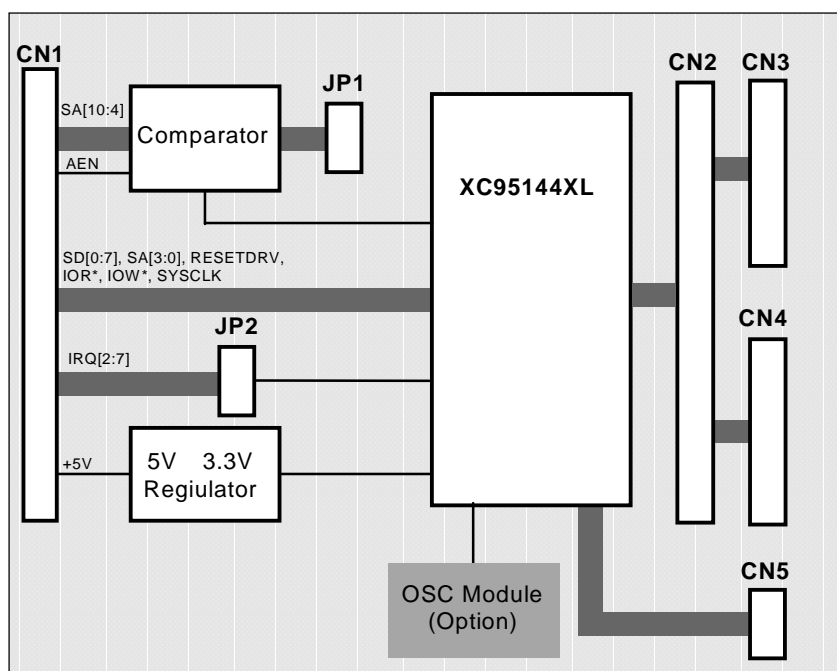 CN1
CN2
CN3
JP1
SA[10:4]
Comparator
AEN
XC95144XL
SD[0:7], SA[3:0], RESETDRV,
IOR*, IOW*, SYSCLK
JP2
CN4
IRQ[2:7]
+5V
5V 3.3V
Regiulator
OSC Module
(Option)
CN5